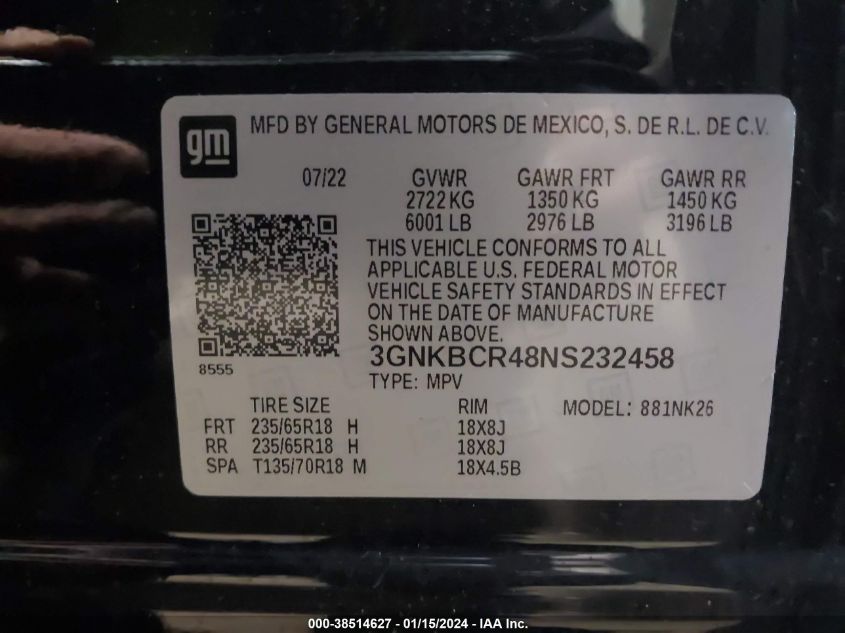 gm
MFD BY GENERAL MOTORS DE MEXICO, S. DE R.L. DE C.V.
07/22 GVWR GAWR FRT GAWR RR
2722 KG 1350 KG 1450 KG
6001 LB 2976 LB 3196 LB
THIS VEHICLE CONFORMS TO ALL
APPLICABLE U.S. FEDERAL MOTOR
VEHICLE SAFETY STANDARDS IN EFFECT
ON THE DATE OF MANUFACTURE
SHOWN ABOVE.
3GNKBCR48NS232458
8555
TYPE: MPV
TIRE SIZE RIM MODEL: 881NK26
FRT 235/65R18 H 18X8J
RR 235/65R18 H 18X8J
SPA T135/70R18 M 18X4.5B
000-38514627 - 01/15/2024 - IAA Inc.